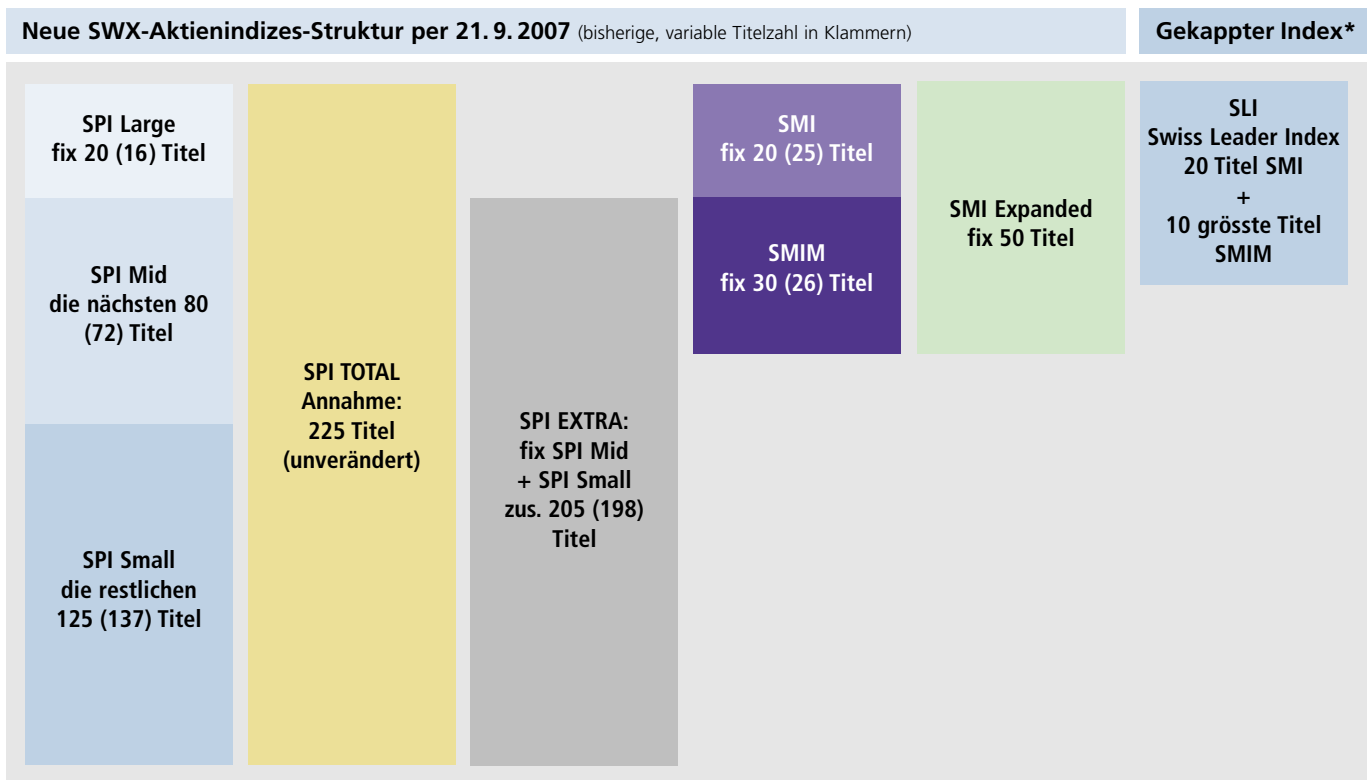 Neue SWX-Aktienindizes-Struktur per 21. 9. 2007 (bisherige, variable Titelzahl in Klammern)
Gekappter Index*
SPI Large
fix 20 (16) Titel
SPI Mid
die nächsten 80
(72) Titel
SPI Small
die restlichen
125 (137) Titel
SPI TOTAL
Annahme:
225 Titel
(unverändert)
SPI EXTRA:
fix SPI Mid
+ SPI Small
zus. 205 (198)
Titel
SMI
fix 20 (25) Titel
SMIM
fix 30 (26) Titel
SMI Expanded
fix 50 Titel
SLI
Swiss Leader Index
20 Titel SMI
+
10 grösste Titel
SMIM